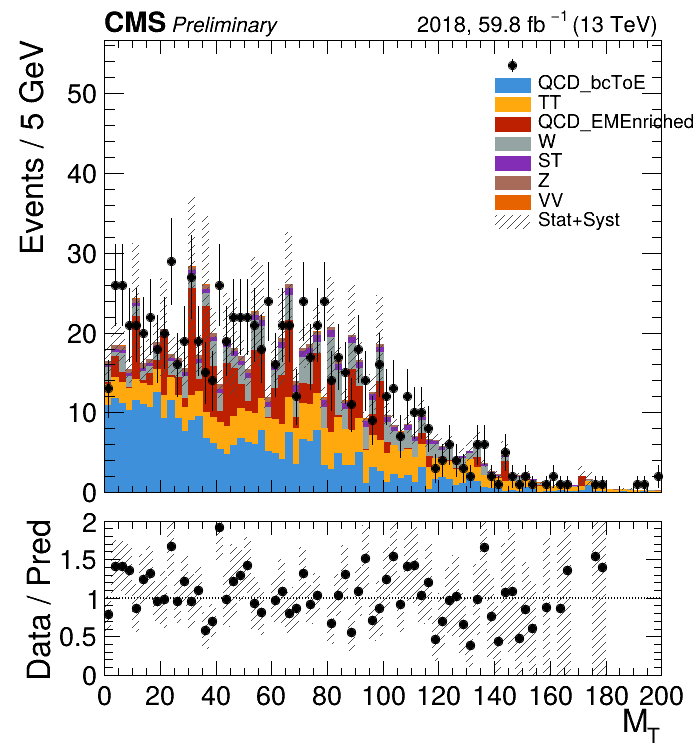 CMS Preliminary 2018, 59.8 fb⁻¹ (13 TeV)
Events / 5 GeV
50
40
30
20
10
0
QCD_bcToE
TT
QCD_EMEnriched
W
ST
Z
VV
Stat+Syst
Data / Pred
2
1.5
1
0.5
0
0 20 40 60 80 100 120 140 160 180 200
M_T